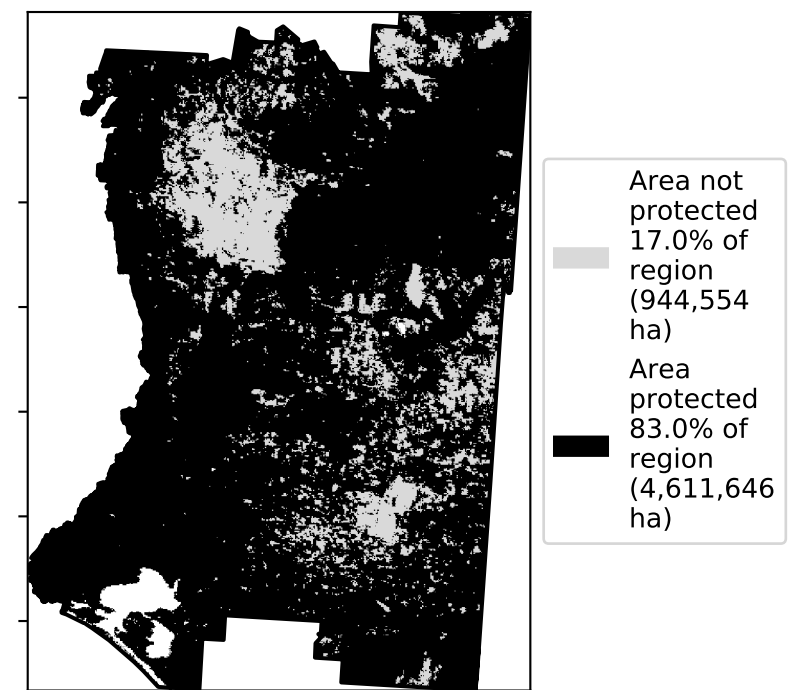 Area not
protected
17.0% of
region
(944,554
ha)
Area
protected
83.0% of
region
(4,611,646
ha)